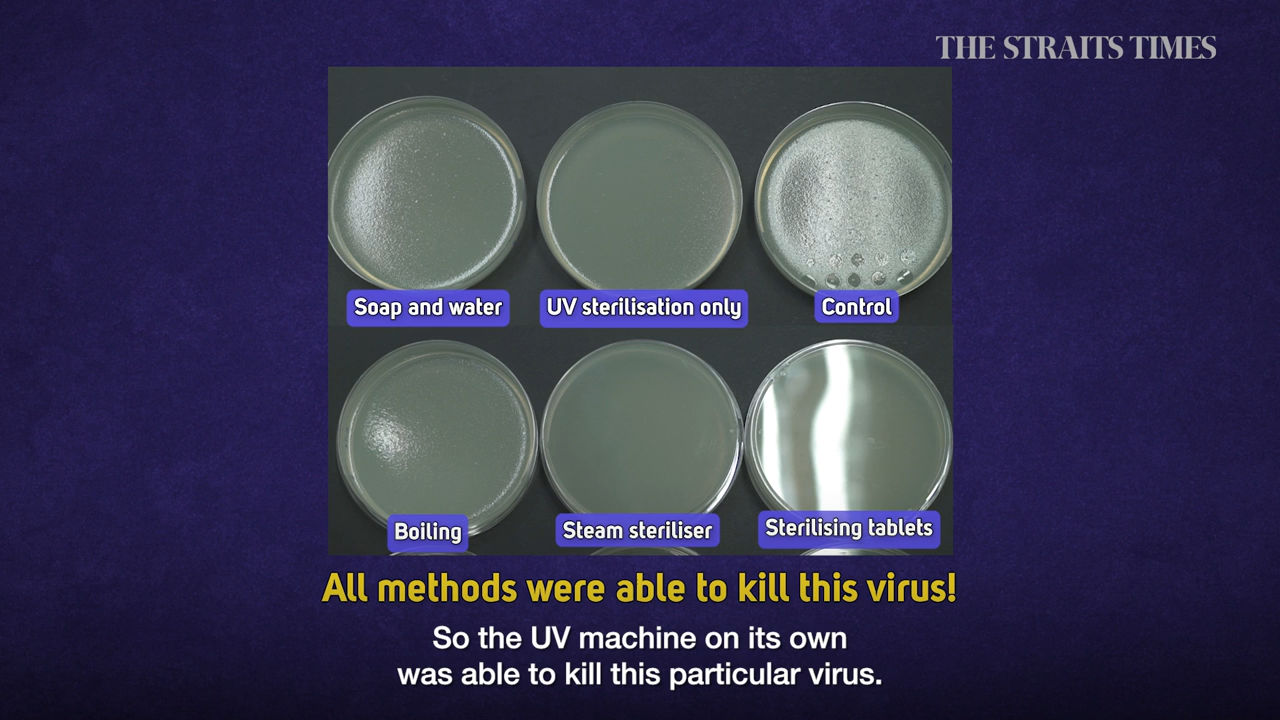 THE STRAITS TIMES
Soap and water
UV sterilisation only
Control
Boiling
Steam steriliser
Sterilising tablets
All methods were able to kill this virus!
So the UV machine on its own
was able to kill this particular virus.